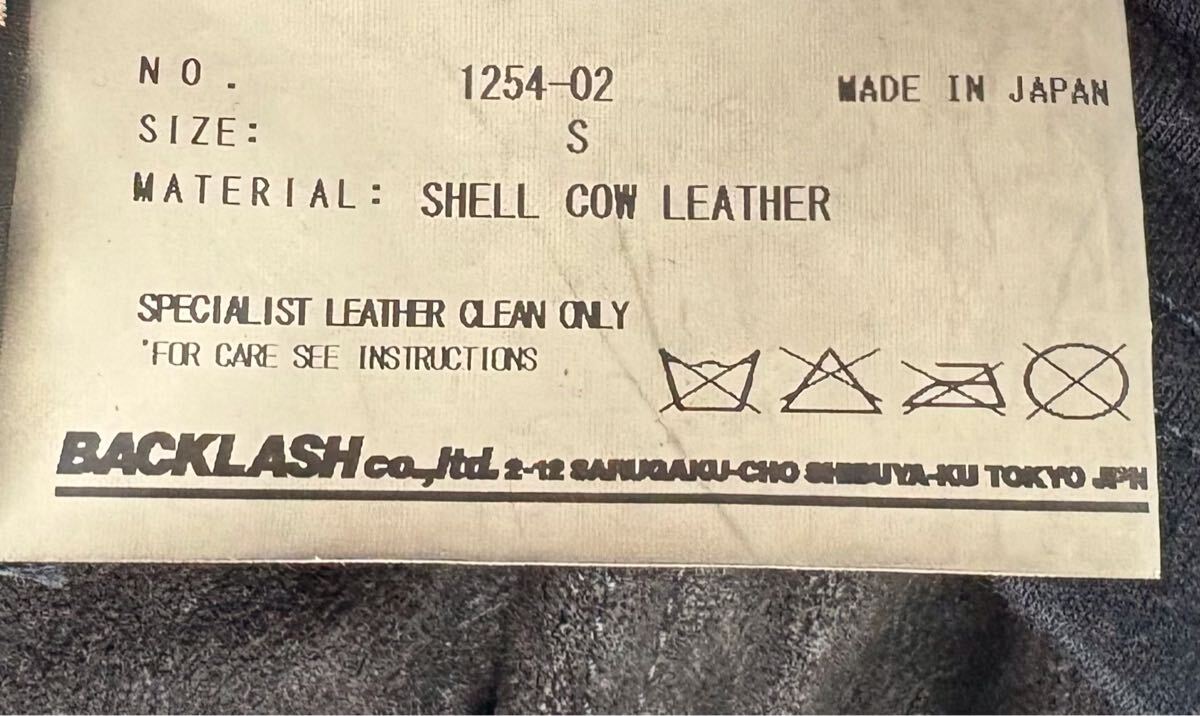 NO. 1254-02 MADE IN JAPAN
SIZE: S
MATERIAL: SHELL COW LEATHER
SPECIALIST LEATHER CLEAN ONLY
*FOR CARE SEE INSTRUCTIONS
BACKLASH co.,ltd. 2-12 SARUGAKU-CHO SHIBUYA-KU TOKYO JPN